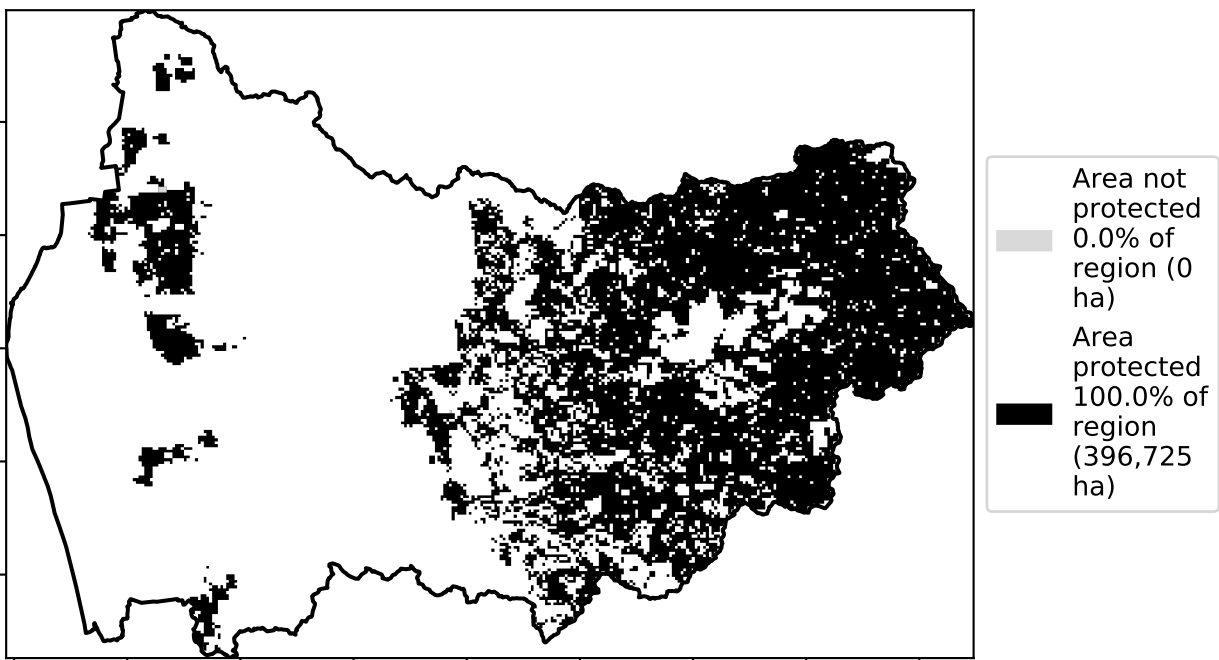 Area not
protected
0.0% of
region (0
ha)
Area
protected
100.0% of
region
(396,725
ha)